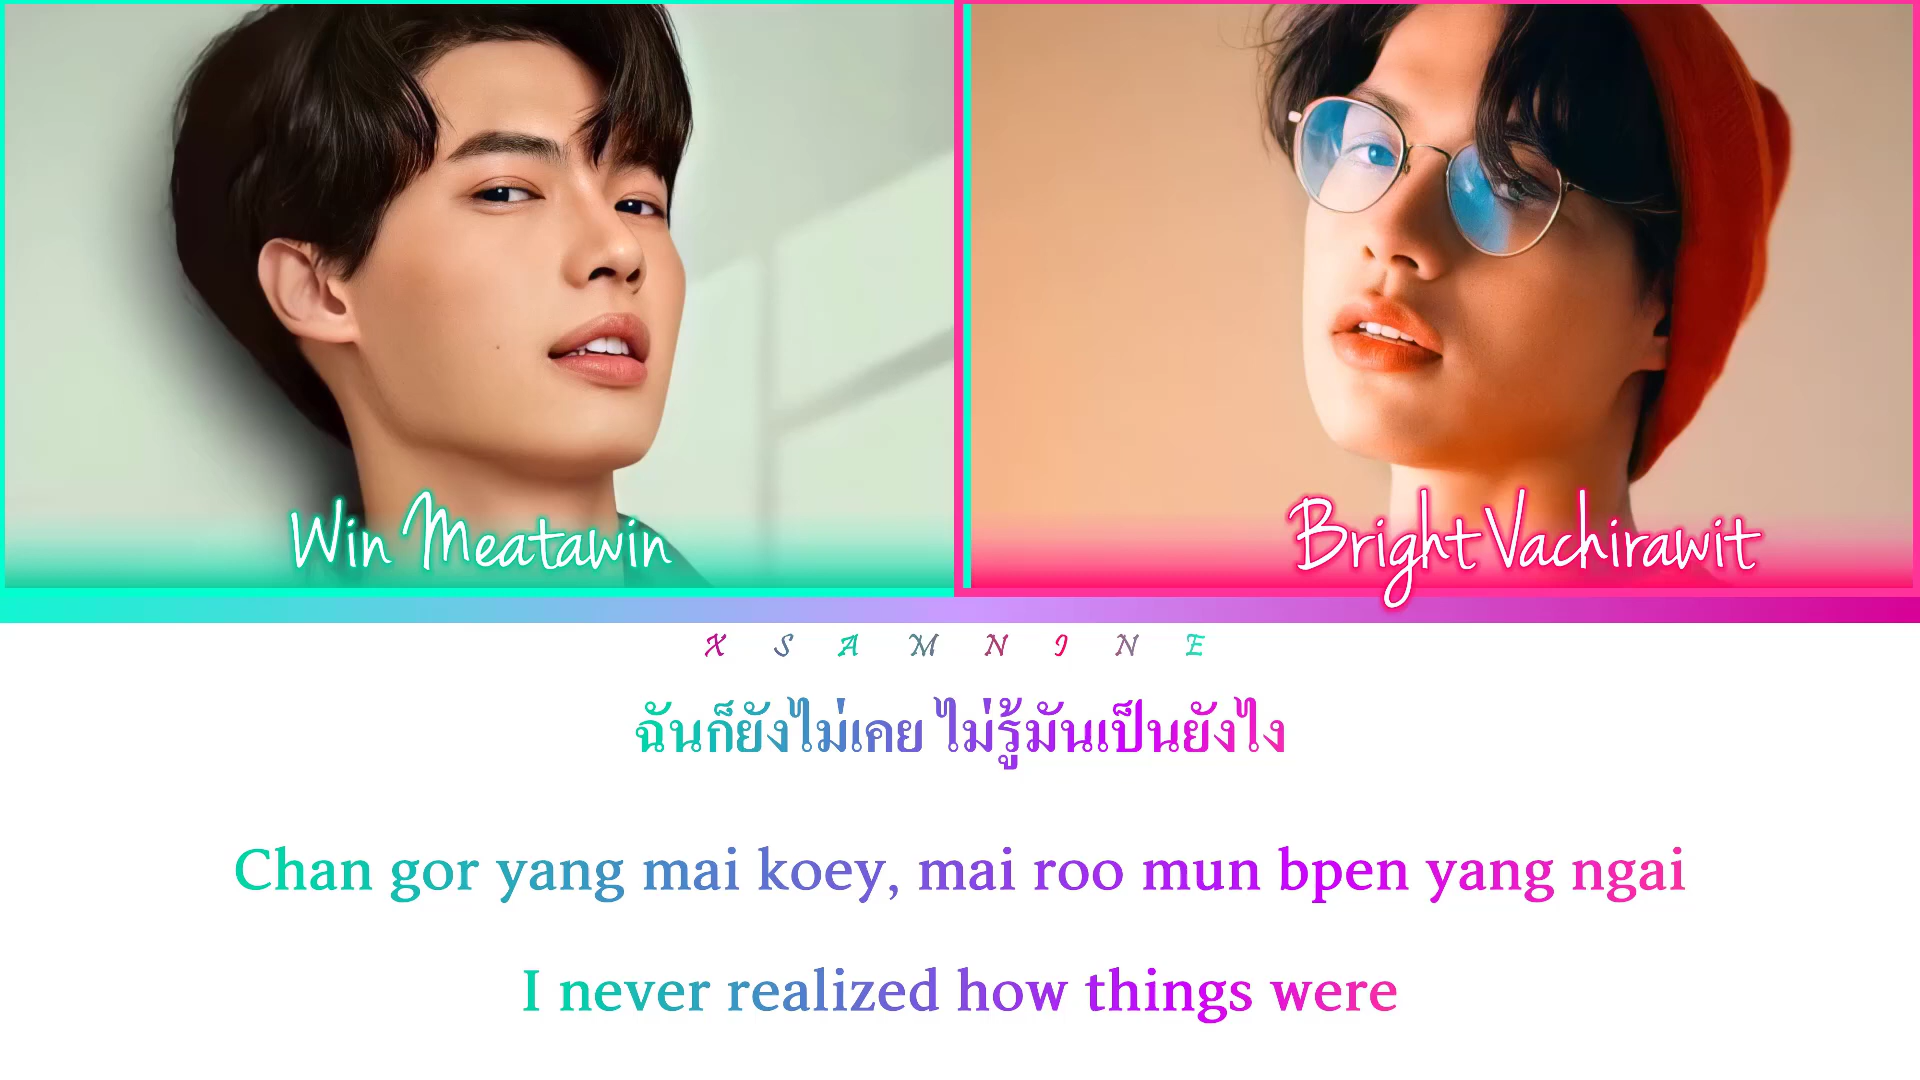 Win Meatawin
Bright Vachirawit
X S A M N I N E
ฉันก็ยังไม่เคย ไม่รู้มันเป็นยังไง
Chan gor yang mai koey, mai roo mun bpen yang ngai
I never realized how things were